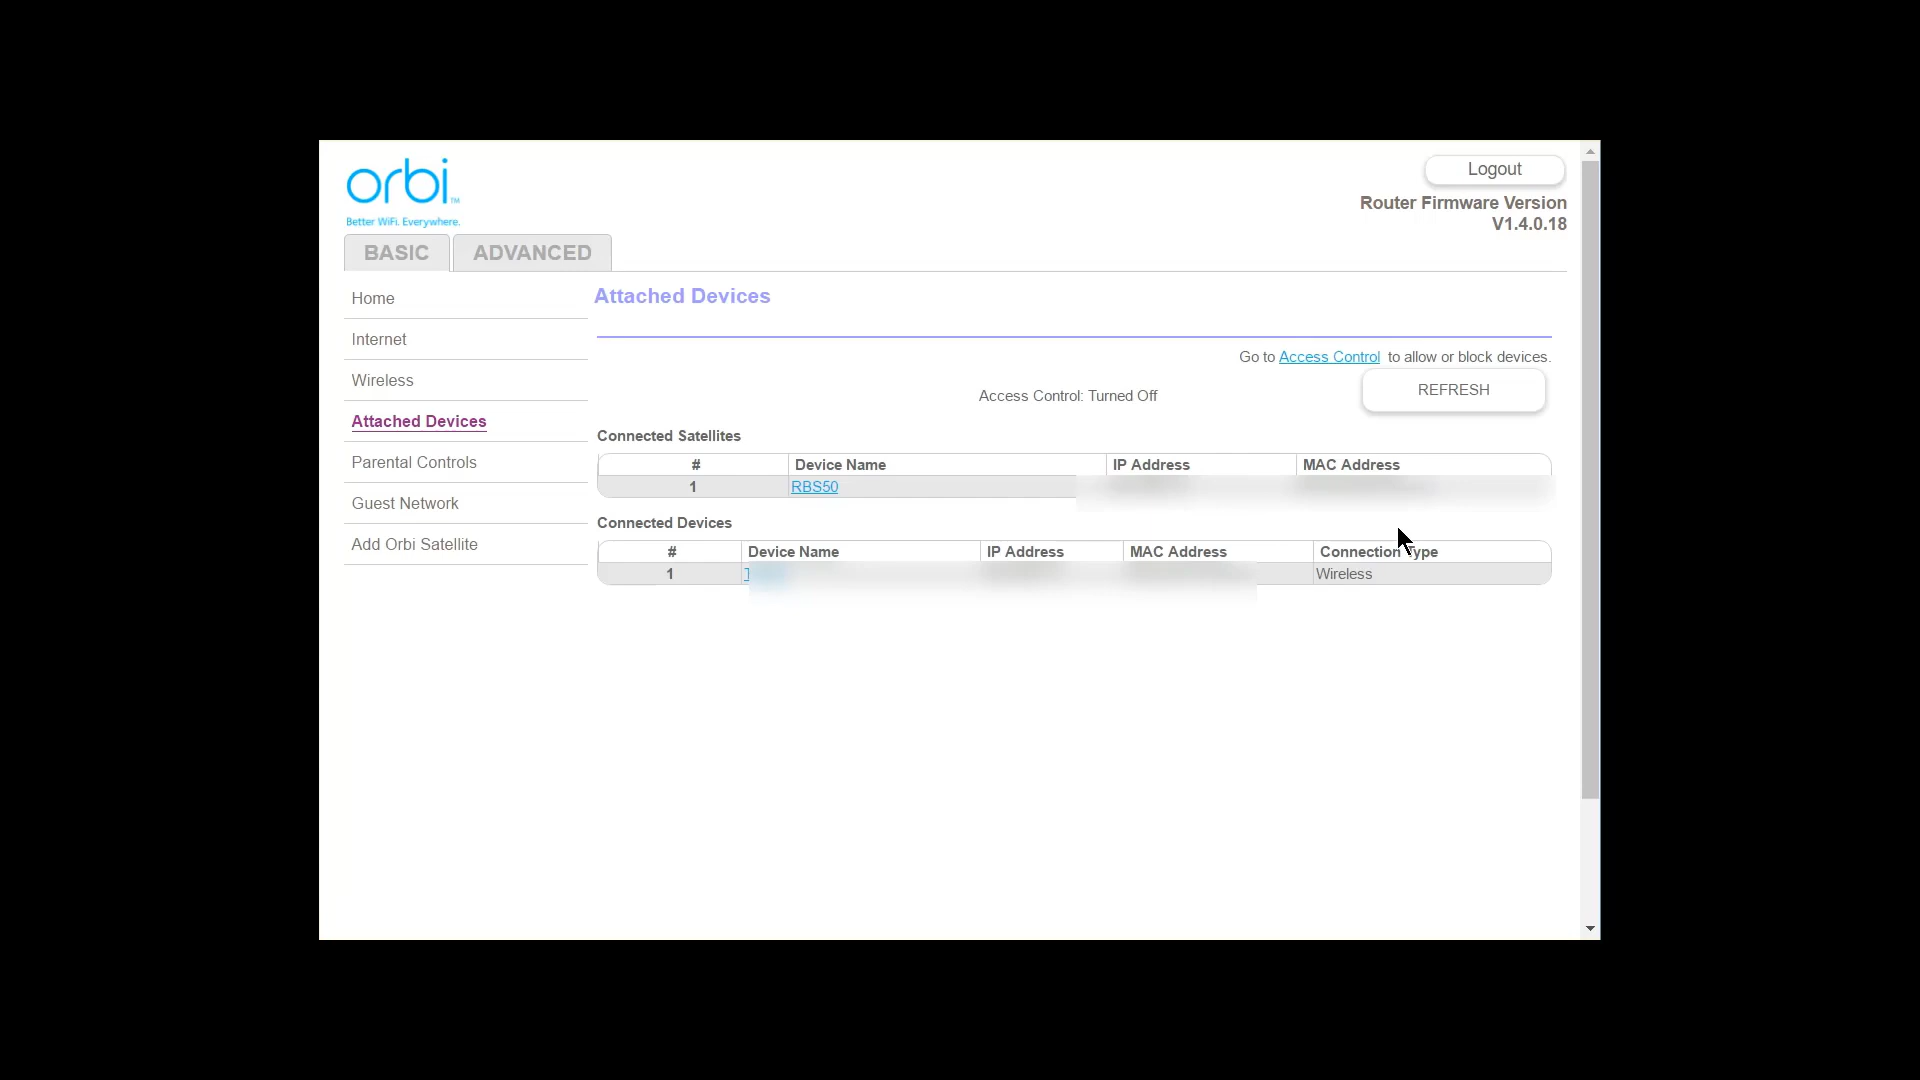 orbi™
Better WiFi. Everywhere.
Logout
Router Firmware Version
V1.4.0.18
BASIC ADVANCED
Home
Internet
Wireless
Attached Devices
Parental Controls
Guest Network
Add Orbi Satellite
Attached Devices
Go to Access Control to allow or block devices.
Access Control: Turned Off
REFRESH
Connected Satellites
# Device Name IP Address MAC Address
1 RBS50
Connected Devices
# Device Name IP Address MAC Address Connection Type
1 Wireless